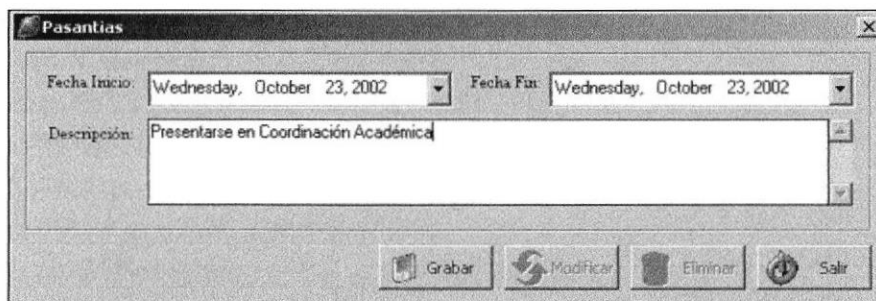 Pasantias
Fecha Inicio: Wednesday, October 23, 2002 Fecha Fin: Wednesday, October 23, 2002
Descripción: Presentarse en Coordinación Académica
Grabar Modificar Eliminar Salir